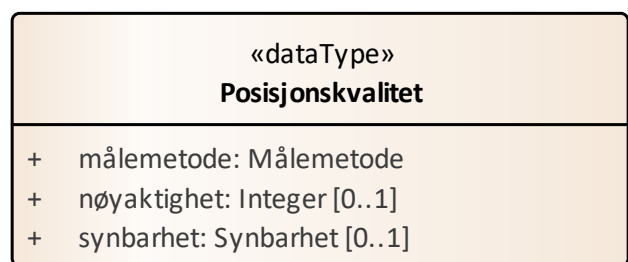 «dataType»
Posisjonskvalitet
+ målemetode: Målemetode
+ nøyaktighet: Integer [0..1]
+ synbarhet: Synbarhet [0..1]